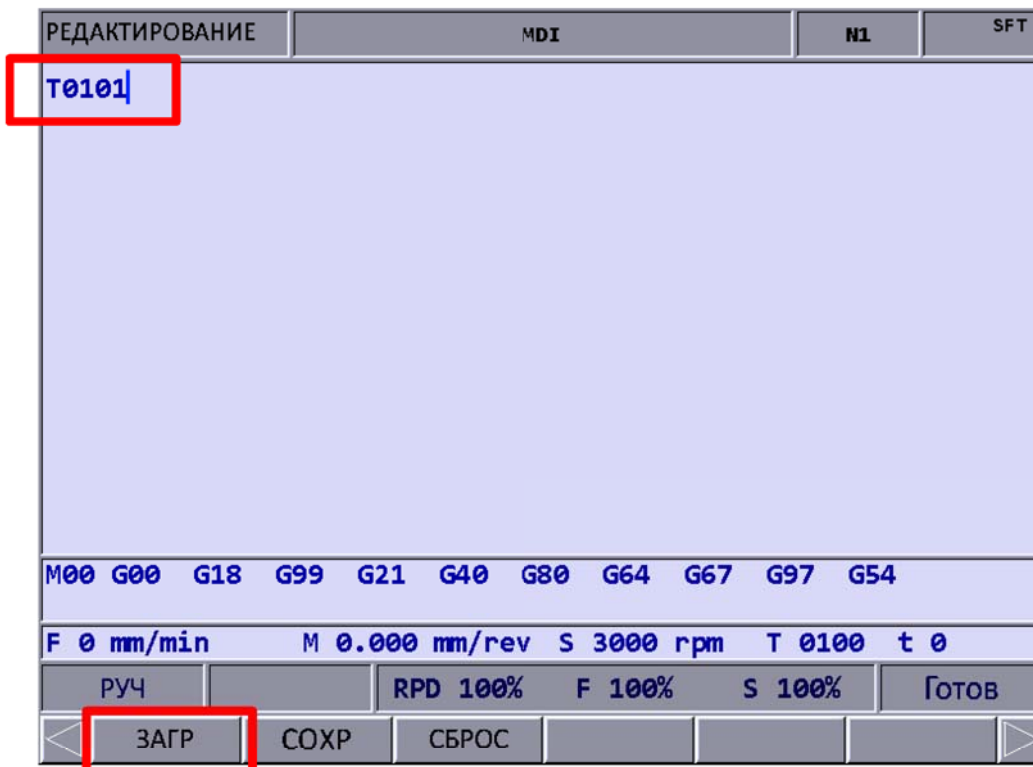 РЕДАКТИРОВАНИЕ MDI N1 SFT
T0101
M00 G00 G18 G99 G21 G40 G80 G64 G67 G97 G54
F 0 mm/min M 0.000 mm/rev S 3000 rpm T 0100 t 0
РУЧ RPD 100% F 100% S 100% Готов
ЗАГР СОХР СБРОС